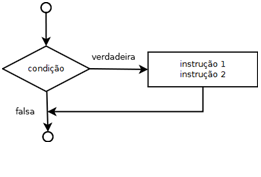 verdadeira
condição
instrução 1
instrução 2
falsa